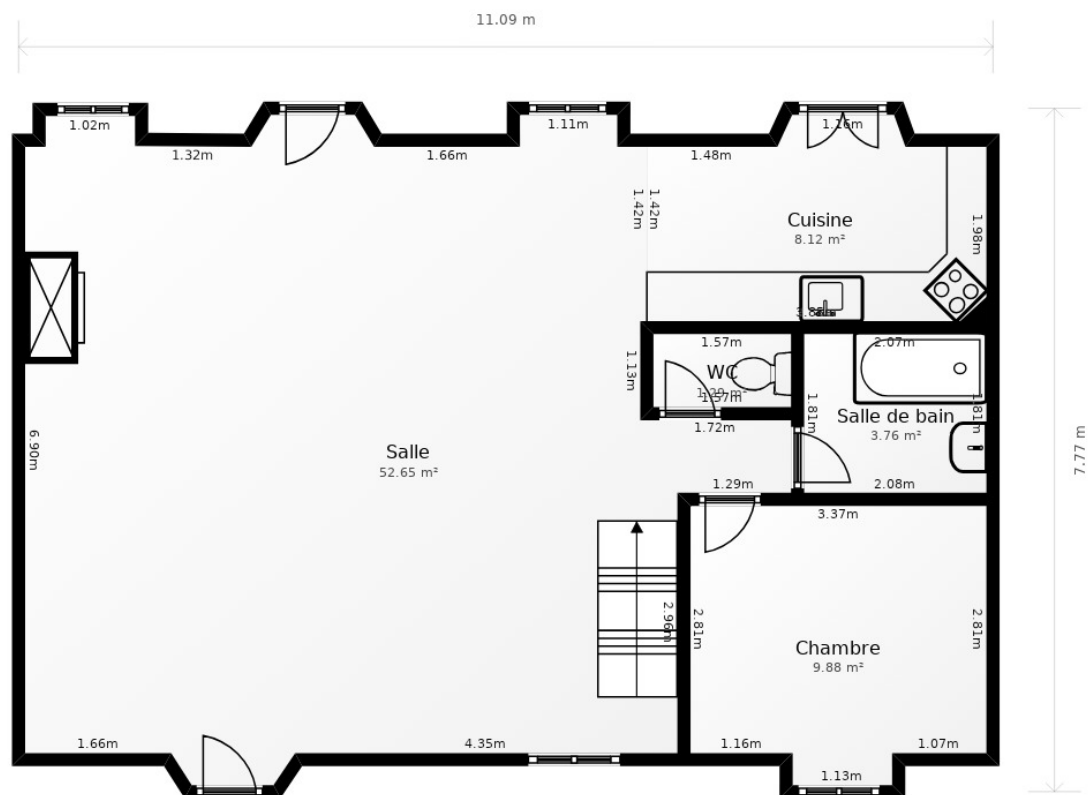 11.09 m
1.02m
1.11m
1.16m
1.32m
1.66m
1.48m
1.42m
1.42m
1.98m
Cuisine
8.12 m²
7.77 m
1.57m
2.07m
1.13m
WC
1.57m
1.81m
1.81m
Salle de bain
3.76 m²
1.72m
6.90m
Salle
52.65 m²
1.29m
2.08m
3.37m
2.96m
2.81m
2.81m
Chambre
9.88 m²
1.66m
4.35m
1.16m
1.07m
1.13m